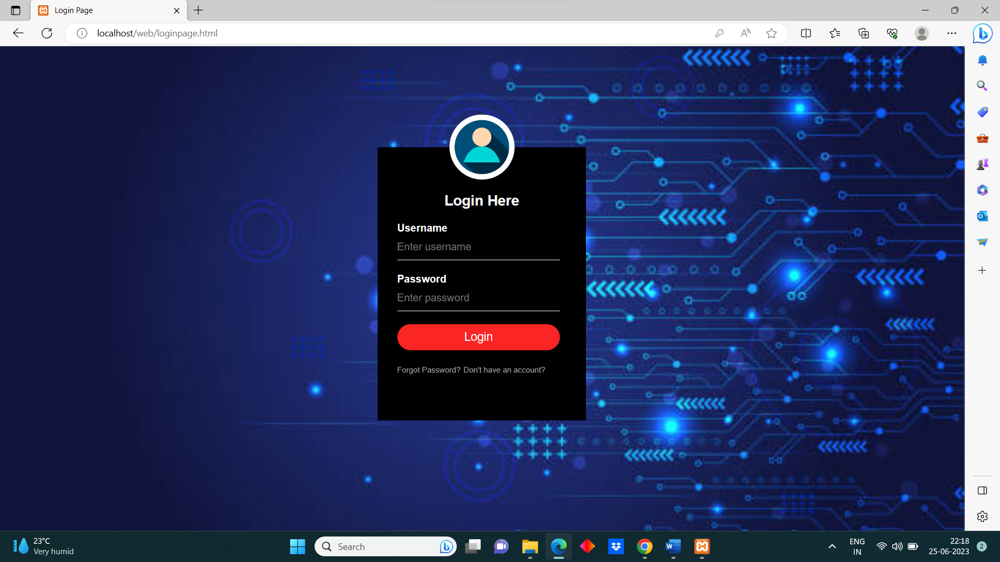 Login Page
localhost/web/loginpage.html
Login Here
Username
Enter username
Password
Enter password
Login
Forgot Password? Don't have an account?
23°C
Very humid
Search
ENG
IN
22:18
25-06-2023
2